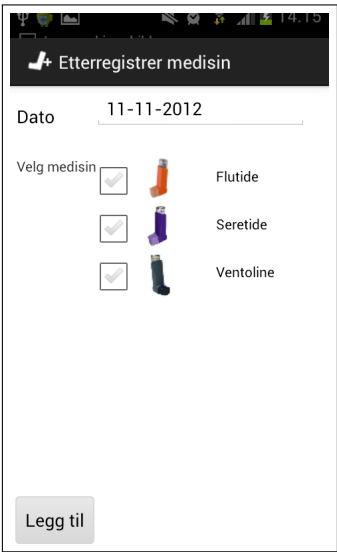 14.15
Etterregistrer medisin
Dato 11-11-2012
Velg medisin
Flutide
Seretide
Ventoline
Legg til